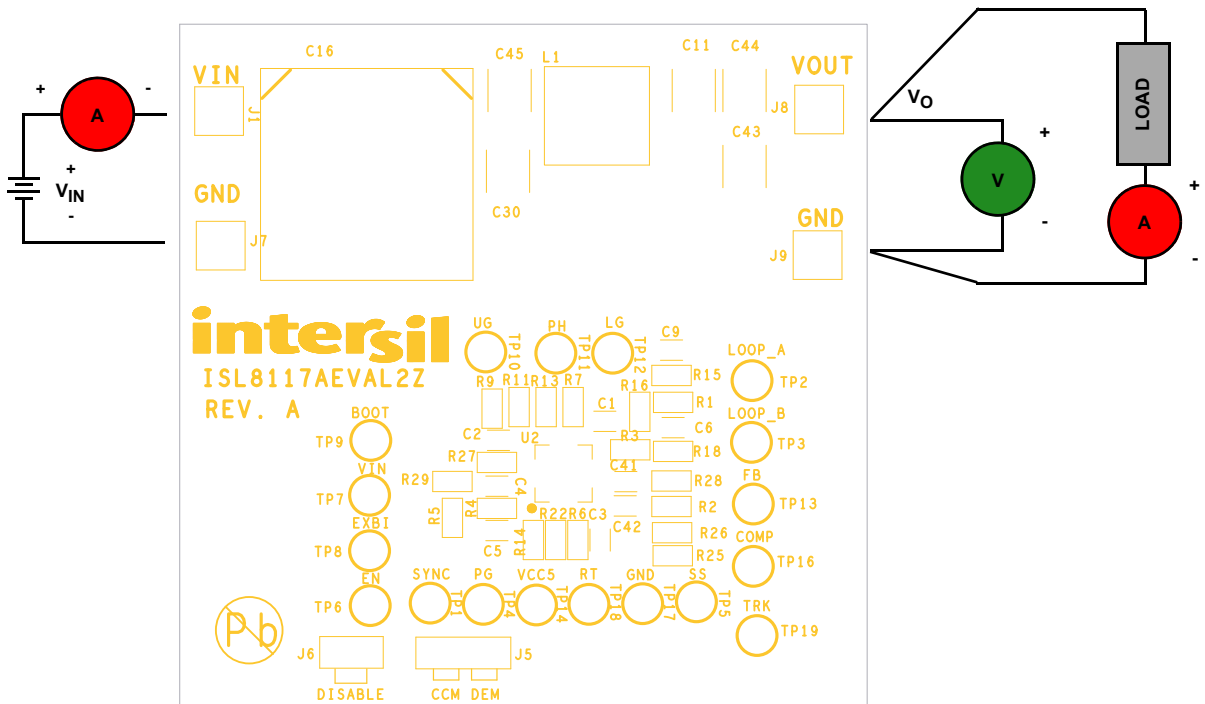 C16
C45
L1
C11
C44
VIN
VOUT
+
-
A
J1
J8
VO
LOAD
C43
+
VIN
-
+
V
-
GND
C30
GND
+
A
-
J7
J9
intersil
ISL8117AEVAL2Z
REV. A
UG
TP10
PH
TP11
LG
TP12
C9
LOOP_A
TP2
R15
R9
R11
R13
R7
R16
C1
R1
BOOT
TP9
LOOP_B
TP3
C2
U2
R3
C6
R18
R27
VIN
TP7
R29
C4
C41
R28
FB
TP13
R5
R4
R2
EXBI
TP8
R14
R22
R6
C3
C42
C5
R26
R25
COMP
TP16
EN
TP6
SYNC
TP1
PG
TP4
VCC5
TP14
RT
TP18
GND
TP17
SS
TP5
TRK
TP19
Pb
J6
J5
DISABLE
CCM DEM